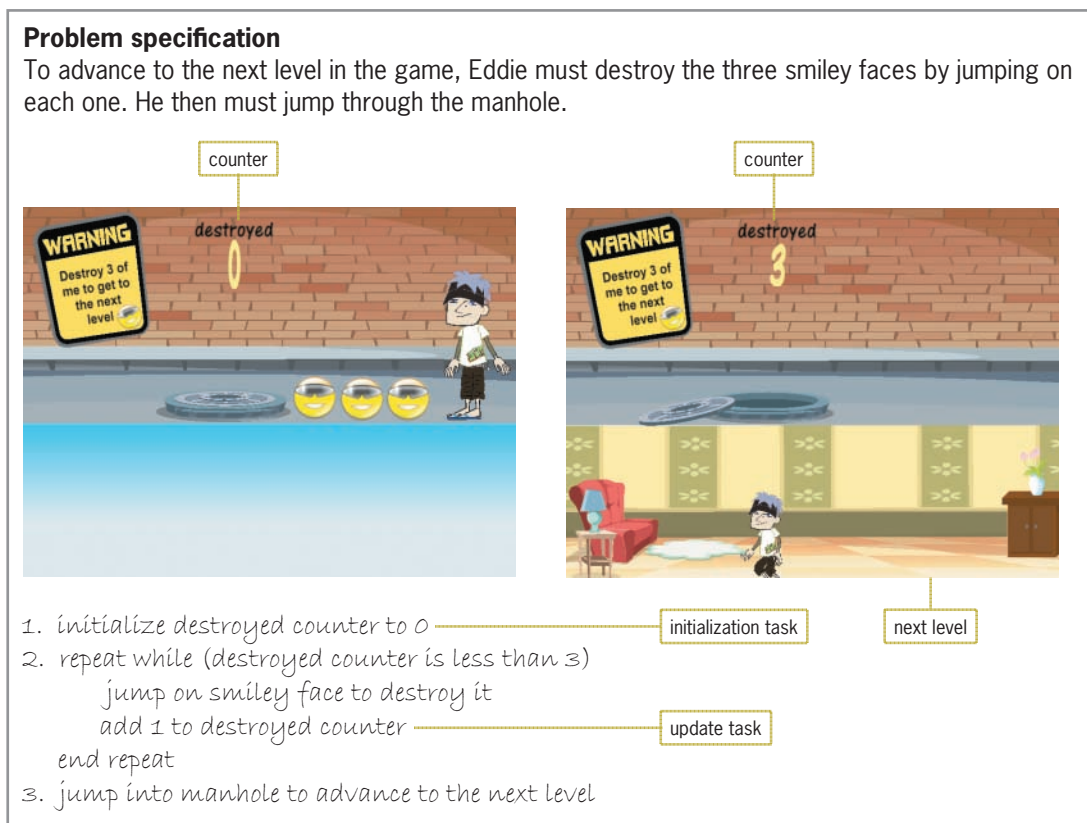 Problem specification
To advance to the next level in the game, Eddie must destroy the three smiley faces by jumping on
each one. He then must jump through the manhole.
counter
counter
WARNING
Destroy 3 of
me to get to
the next
level
destroyed
0
WARNING
Destroy 3 of
me to get to
the next
level
destroyed
3
1. initialize destroyed counter to 0
initialization task
next level
2. repeat while (destroyed counter is less than 3)
jump on smiley face to destroy it
add 1 to destroyed counter
update task
end repeat
3. jump into manhole to advance to the next level